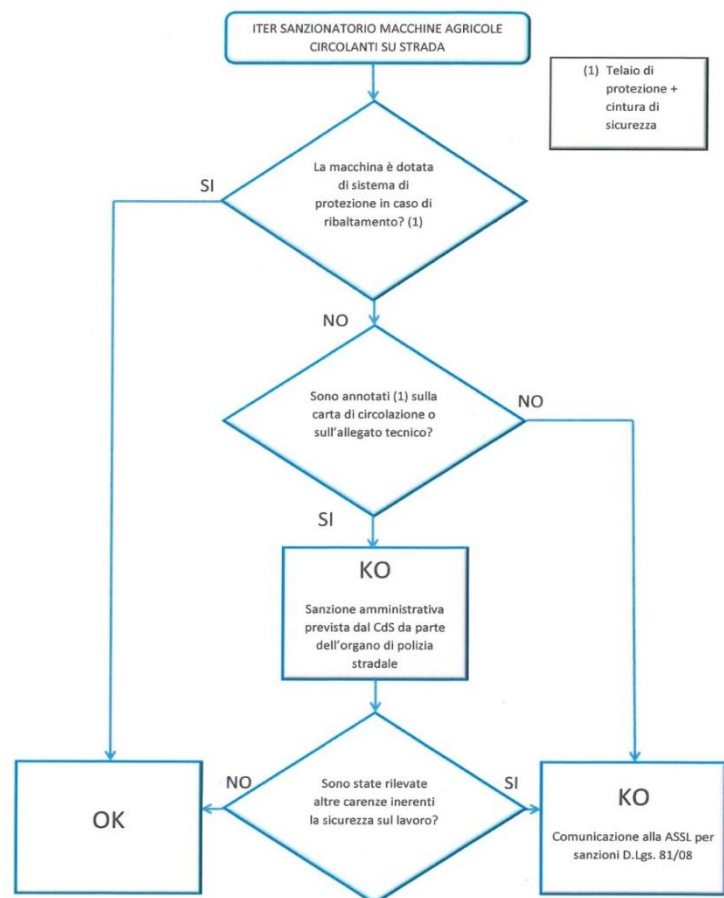 ITER SANZIONATORIO MACCHINE AGRICOLE
CIRCOLANTI SU STRADA
(1) Telaio di
protezione +
cintura di
sicurezza
La macchina è dotata
di sistema di
protezione in caso di
ribaltamento? (1)
SI
NO
Sono annotati (1) sulla
carta di circolazione o
sull'allegato tecnico?
NO
SI
KO
Sanzione amministrativa
prevista dal CdS da parte
dell'organo di polizia
stradale
NO
Sono state rilevate
altre carenze inerenti
la sicurezza sul lavoro?
SI
OK
KO
Comunicazione alla ASSL per
sanzioni D.Lgs. 81/08